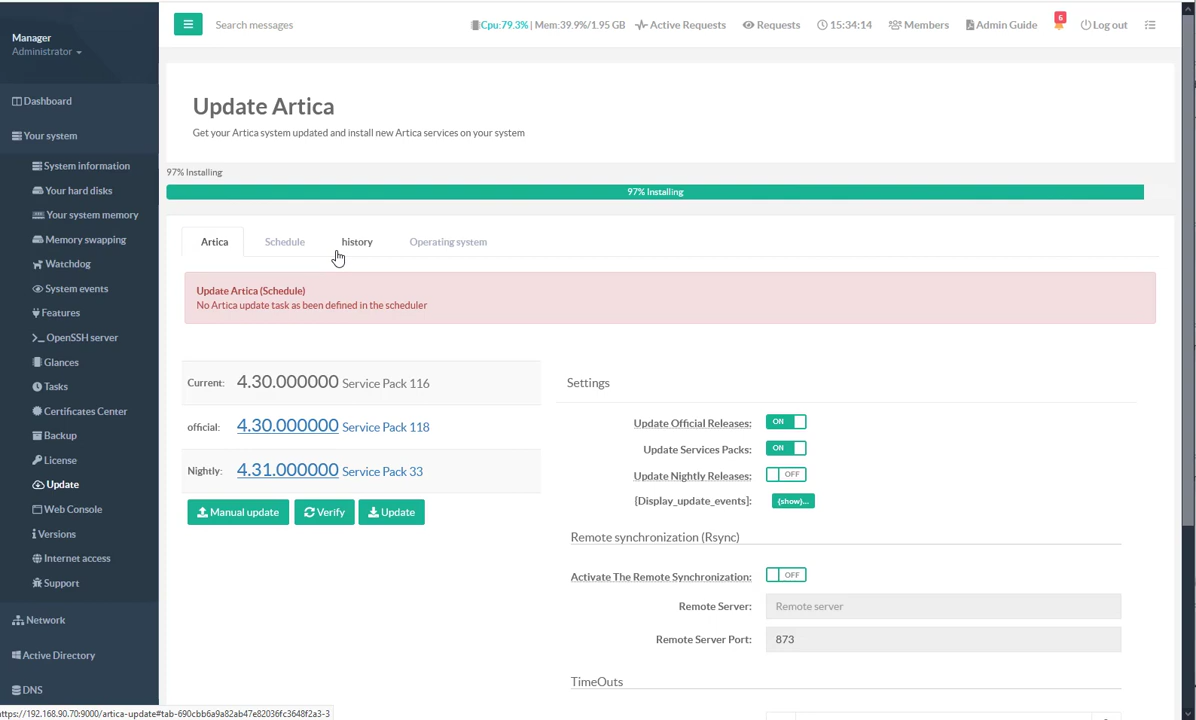 Manager
Administrator
Dashboard
Your system
System information
Your hard disks
Your system memory
Memory swapping
Watchdog
System events
Features
OpenSSH server
Glances
Tasks
Certificates Center
Backup
License
Update
Web Console
Versions
Internet access
Support
Network
Active Directory
DNS
Search messages
Cpu:79.3% | Mem:39.9%/1.95 GB
Active Requests
Requests
15:34:14
Members
Admin Guide
6
Log out
Update Artica
Get your Artica system updated and install new Artica services on your system
97% Installing
97% Installing
Artica
Schedule
history
Operating system
Update Artica (Schedule)
No Artica update task as been defined in the scheduler
Current: 4.30.000000 Service Pack 116
official: 4.30.000000 Service Pack 118
Nightly: 4.31.000000 Service Pack 33
Manual update
Verify
Update
Settings
Update Official Releases: ON
Update Services Packs: ON
Update Nightly Releases: OFF
[Display_update_events]: {show}...
Remote synchronization (Rsync)
Activate The Remote Synchronization: OFF
Remote Server: Remote server
Remote Server Port: 873
TimeOuts
https://192.168.90.70:9000/artica-update#tab-690cbb6a9a82ab47e82036fc3648f2a3-3